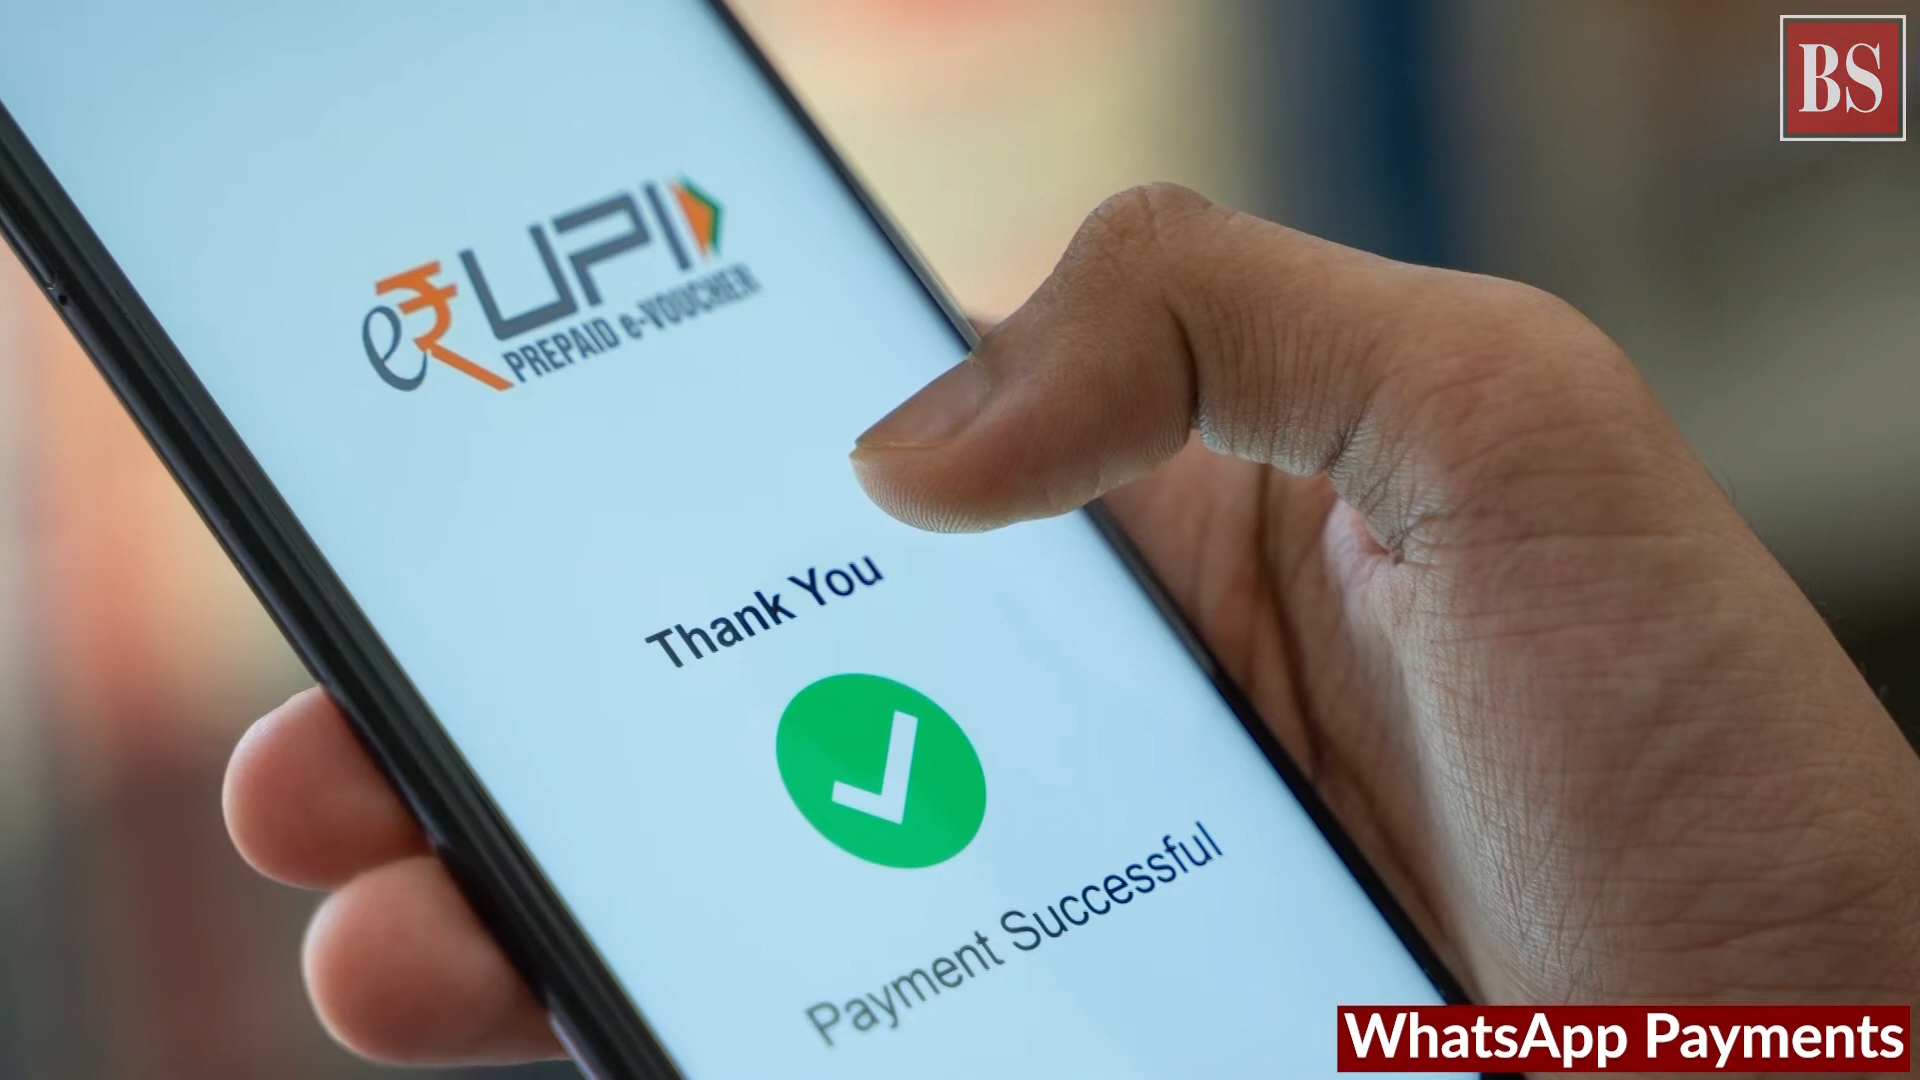 BS
e₹UPI
PREPAID e-VOUCHER
Thank You
Payment Successful
WhatsApp Payments